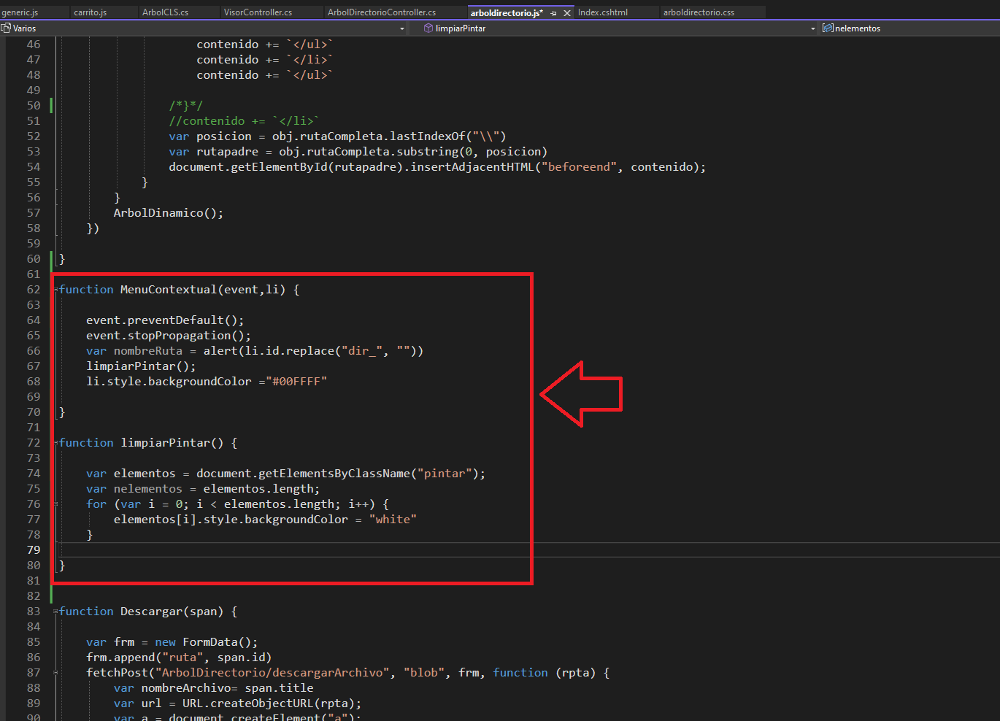 generic.js carrito.js ArbolCLS.cs VisorController.cs ArbolDirectorioController.cs arboldirectorio.js* Index.cshtml arboldirectorio.css
Varios limpiarPintar nelementos
46 contenido += `</ul>`
47 contenido += `</li>`
48 contenido += `</ul>`
49
50 /*}*/
51 //contenido += `</li>`
52 var posicion = obj.rutaCompleta.lastIndexOf("\\")
53 var rutapadre = obj.rutaCompleta.substring(0, posicion)
54 document.getElementById(rutapadre).insertAdjacentHTML("beforeend", contenido);
55 }
56 }
57 ArbolDinamico();
58 })
59
60 }
61
62 function MenuContextual(event,li) {
63
64 event.preventDefault();
65 event.stopPropagation();
66 var nombreRuta = alert(li.id.replace("dir_", ""))
67 limpiarPintar();
68 li.style.backgroundColor ="#00FFFF"
69
70 }
71
72 function limpiarPintar() {
73
74 var elementos = document.getElementsByClassName("pintar");
75 var nelementos = elementos.length;
76 for (var i = 0; i < elementos.length; i++) {
77 elementos[i].style.backgroundColor = "white"
78 }
79
80 }
81
82
83 function Descargar(span) {
84
85 var frm = new FormData();
86 frm.append("ruta", span.id)
87 fetchPost("ArbolDirectorio/descargarArchivo", "blob", frm, function (rpta) {
88 var nombreArchivo= span.title
89 var url = URL.createObjectURL(rpta);
90 var a = document.createElement("a");